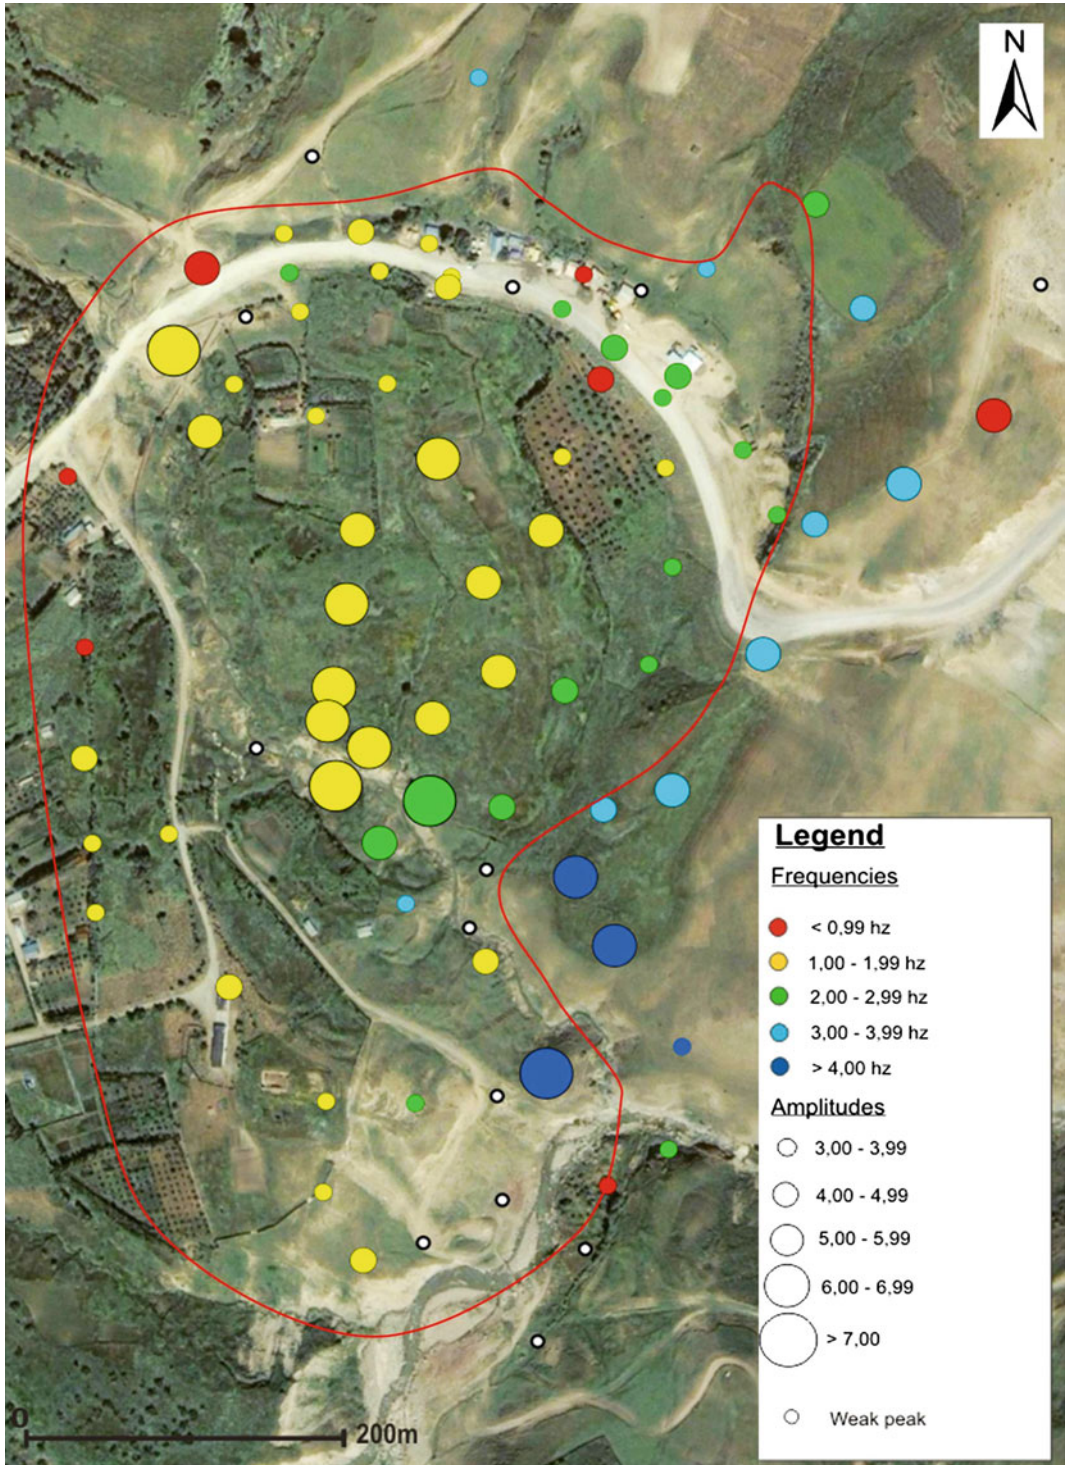 N
Legend
Frequencies
< 0,99 hz
1,00 - 1,99 hz
2,00 - 2,99 hz
3,00 - 3,99 hz
> 4,00 hz
Amplitudes
3,00 - 3,99
4,00 - 4,99
5,00 - 5,99
6,00 - 6,99
> 7,00
Weak peak
0 200m